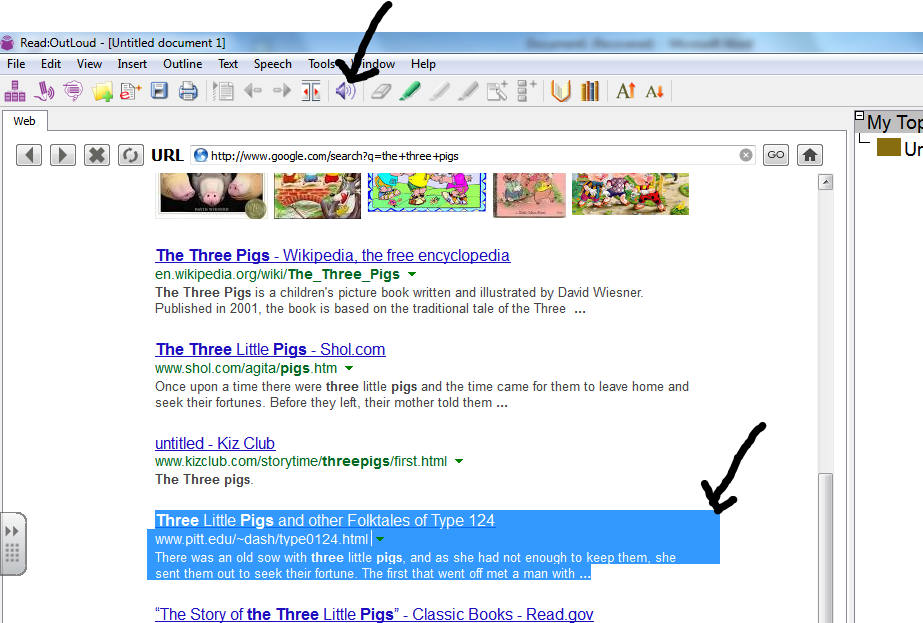 Read:OutLoud - [Untitled document 1]
File Edit View Insert Outline Text Speech Tools Window Help
Web
My Top
URL http://www.google.com/search?q=the+three+pigs GO
Un
DAVID WIESNER
The Three Pigs - Wikipedia, the free encyclopedia
en.wikipedia.org/wiki/The_Three_Pigs
The Three Pigs is a children's picture book written and illustrated by David Wiesner.
Published in 2001, the book is based on the traditional tale of the Three ...
The Three Little Pigs - Shol.com
www.shol.com/agita/pigs.htm
Once upon a time there were three little pigs and the time came for them to leave home and
seek their fortunes. Before they left, their mother told them ...
untitled - Kiz Club
www.kizclub.com/storytime/threepigs/first.html
The Three pigs.
Three Little Pigs and other Folktales of Type 124
www.pitt.edu/~dash/type0124.html
There was an old sow with three little pigs, and as she had not enough to keep them, she
sent them out to seek their fortune. The first that went off met a man with ...
“The Story of the Three Little Pigs” - Classic Books - Read.gov